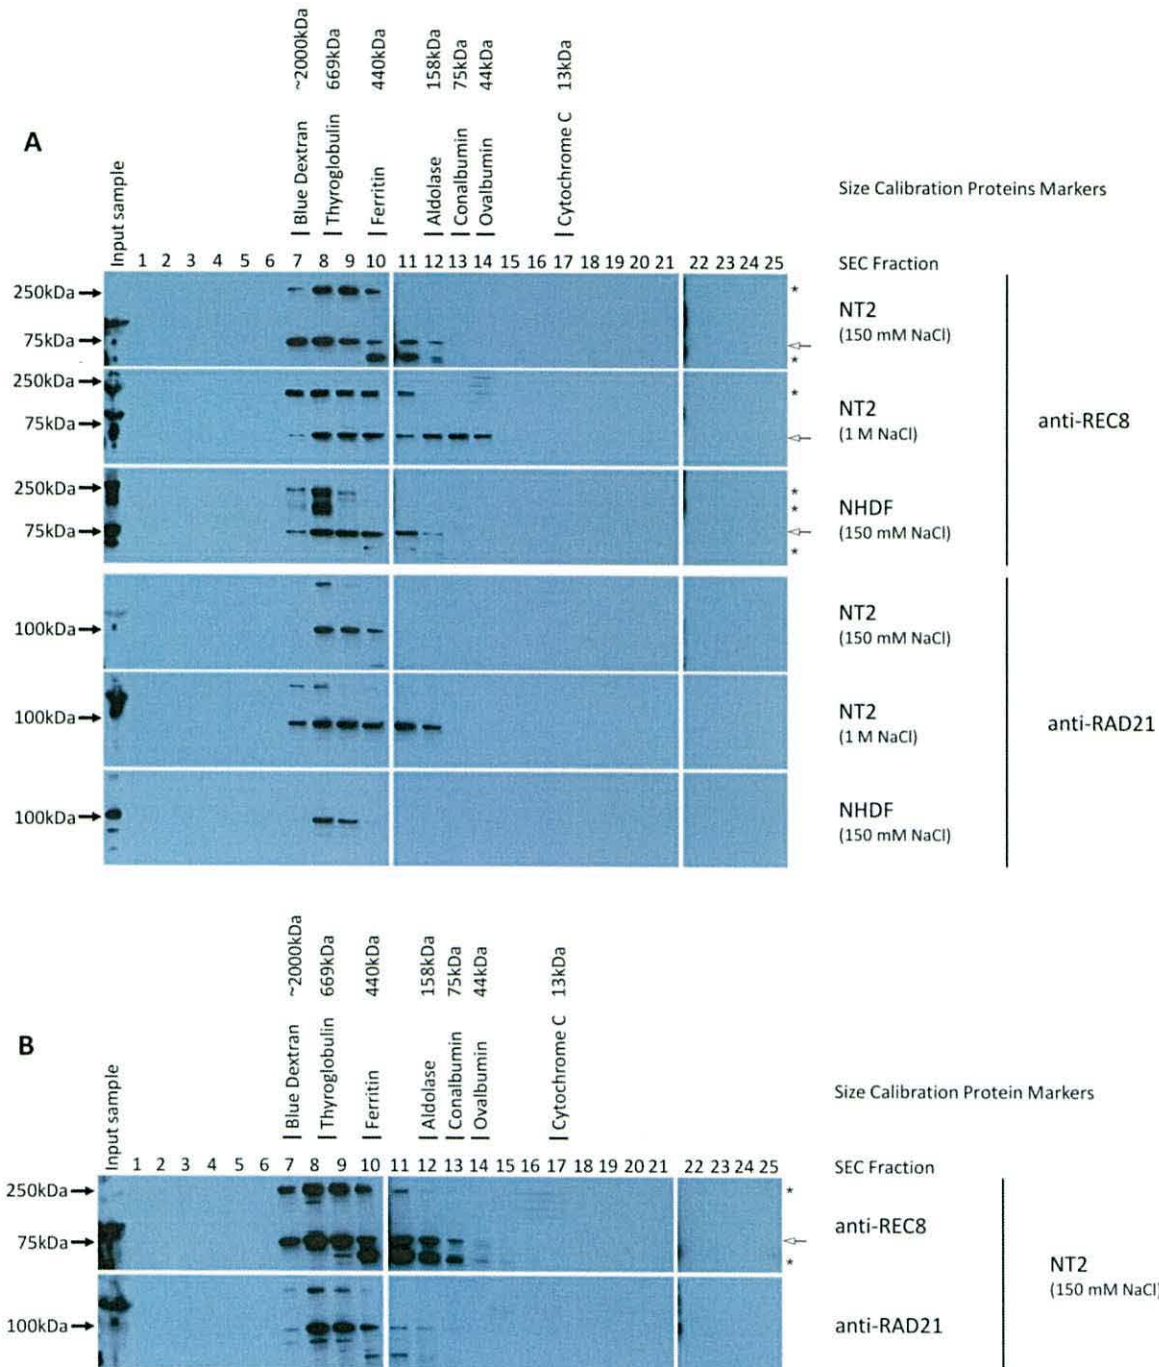 ~2000kDa
669kDa
440kDa
158kDa
75kDa
44kDa
13kDa
A
Input sample
Blue Dextran
Thyroglobulin
Ferritin
Aldolase
Conalbumin
Ovalbumin
Cytochrome C
Size Calibration Proteins Markers
1 2 3 4 5 6 7 8 9 10 11 12 13 14 15 16 17 18 19 20 21 22 23 24 25
SEC Fraction
250kDa
*
NT2
(150 mM NaCl)
75kDa
*
250kDa
*
NT2
(1 M NaCl)
75kDa
anti-REC8
250kDa
*
*
NHDF
(150 mM NaCl)
75kDa
*
100kDa
NT2
(150 mM NaCl)
100kDa
NT2
(1 M NaCl)
anti-RAD21
100kDa
NHDF
(150 mM NaCl)
~2000kDa
669kDa
440kDa
158kDa
75kDa
44kDa
13kDa
B
Input sample
Blue Dextran
Thyroglobulin
Ferritin
Aldolase
Conalbumin
Ovalbumin
Cytochrome C
Size Calibration Protein Markers
1 2 3 4 5 6 7 8 9 10 11 12 13 14 15 16 17 18 19 20 21 22 23 24 25
SEC Fraction
250kDa
*
anti-REC8
75kDa
*
NT2
(150 mM NaCl)
100kDa
anti-RAD21